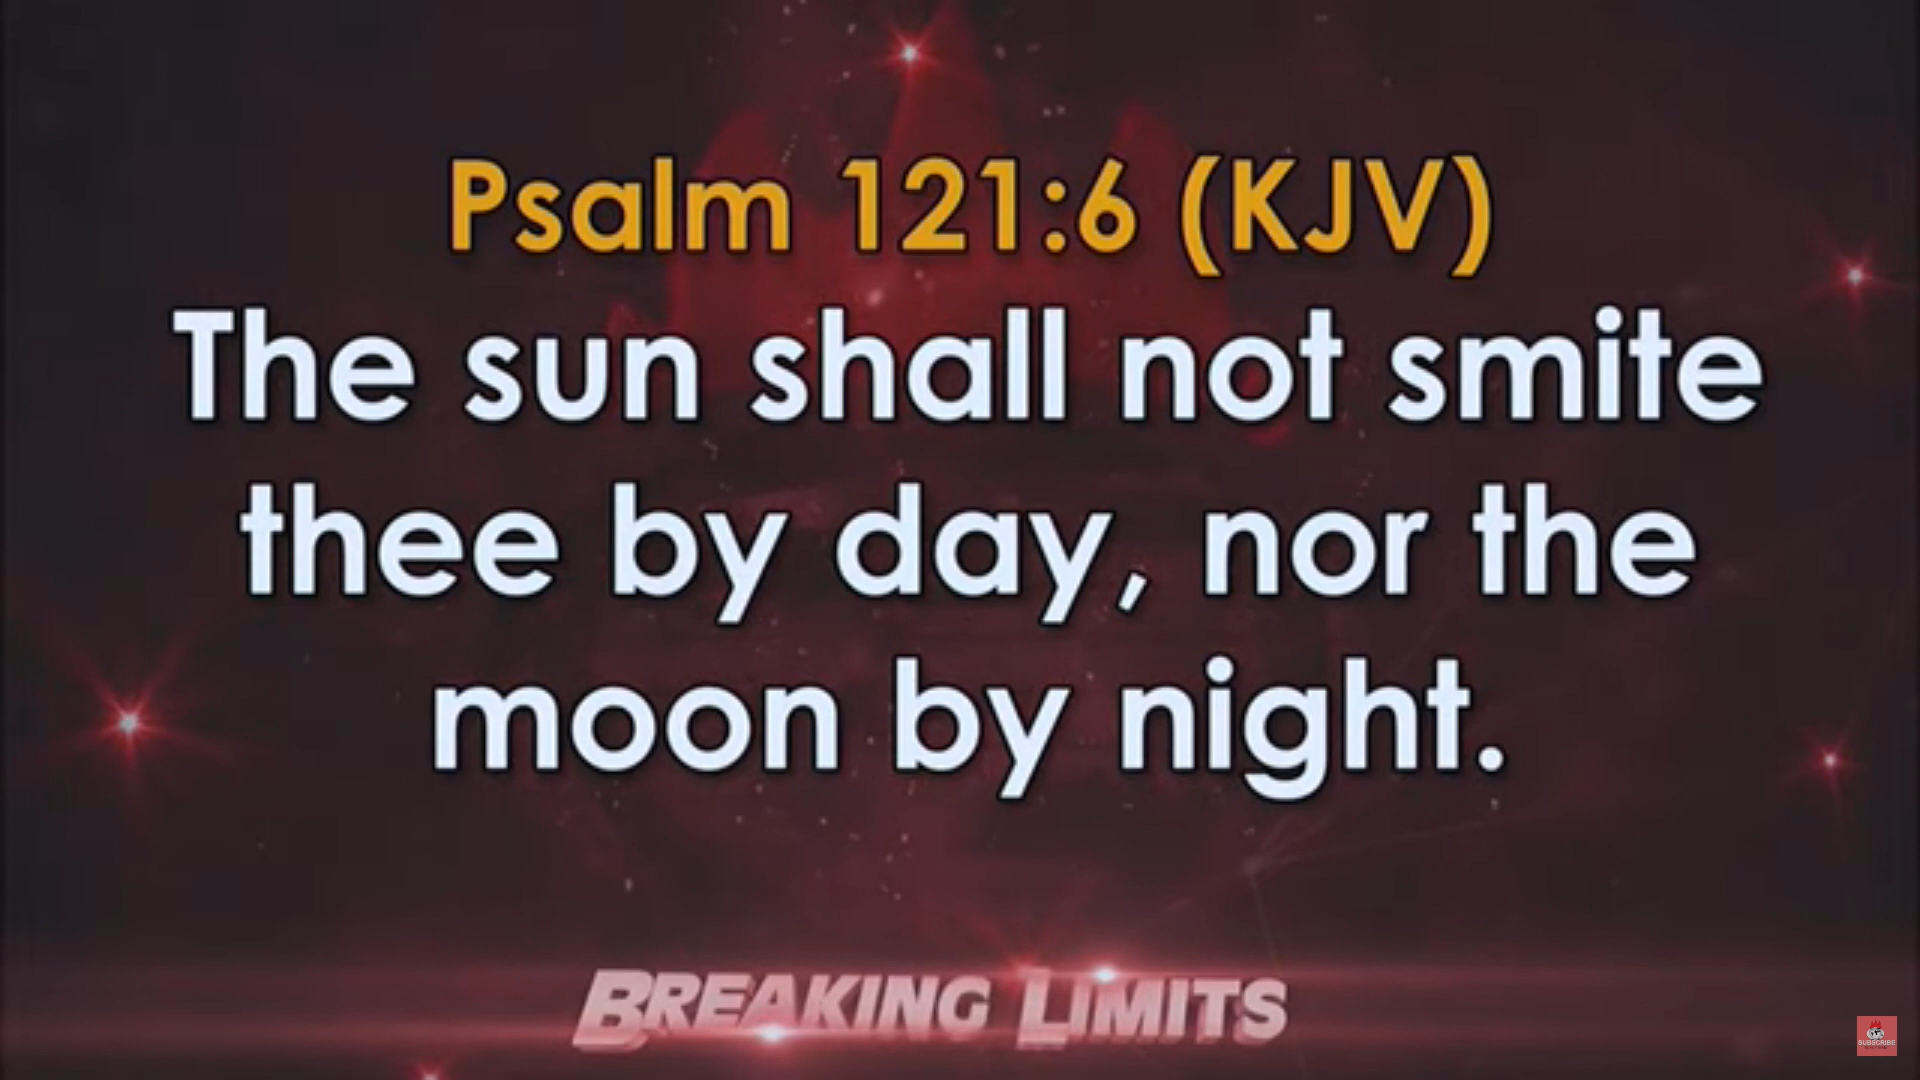 Psalm 121:6 (KJV)
The sun shall not smite
thee by day, nor the
moon by night.
BREAKING LIMITS
SUBSCRIBE